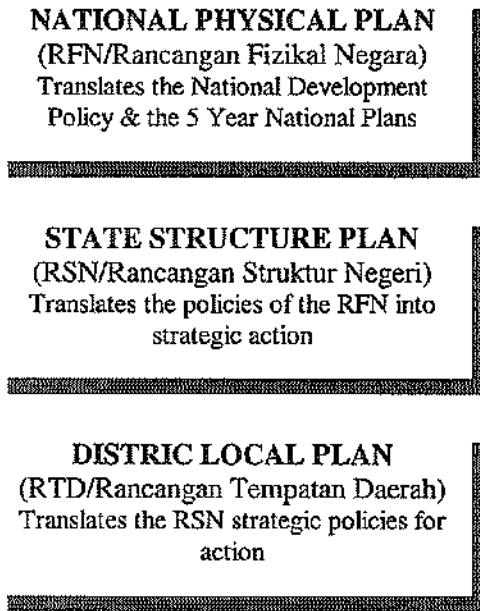 NATIONAL PHYSICAL PLAN
(RFN/Rancangan Fizikal Negara)
Translates the National Development
Policy & the 5 Year National Plans
STATE STRUCTURE PLAN
(RSN/Rancangan Struktur Negeri)
Translates the policies of the RFN into
strategic action
DISTRIC LOCAL PLAN
(RTD/Rancangan Tempatan Daerah)
Translates the RSN strategic policies for
action